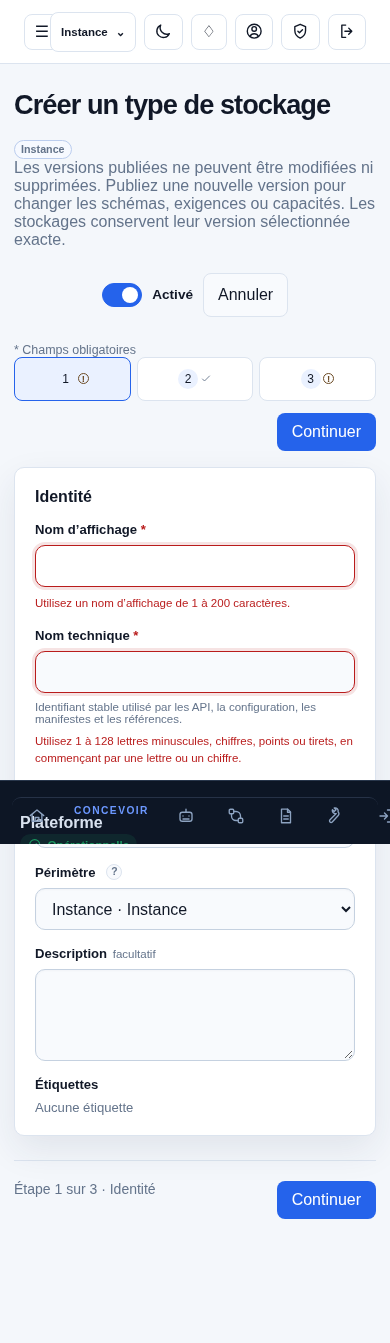 Instance
Créer un type de stockage
Instance
Les versions publiées ne peuvent être modifiées ni
supprimées. Publiez une nouvelle version pour
changer les schémas, exigences ou capacités. Les
stockages conservent leur version sélectionnée
exacte.
Activé
Annuler
* Champs obligatoires
1
2
3
Continuer
Identité
Nom d’affichage *
Utilisez un nom d’affichage de 1 à 200 caractères.
Nom technique *
Identifiant stable utilisé par les API, la configuration, les
manifestes et les références.
Utilisez 1 à 128 lettres minuscules, chiffres, points ou tirets, en
commençant par une lettre ou un chiffre.
CONCEVOIR
Plateforme
Opérationnelle
Périmètre ?
Instance · Instance
Description facultatif
Étiquettes
Aucune étiquette
Étape 1 sur 3 · Identité
Continuer